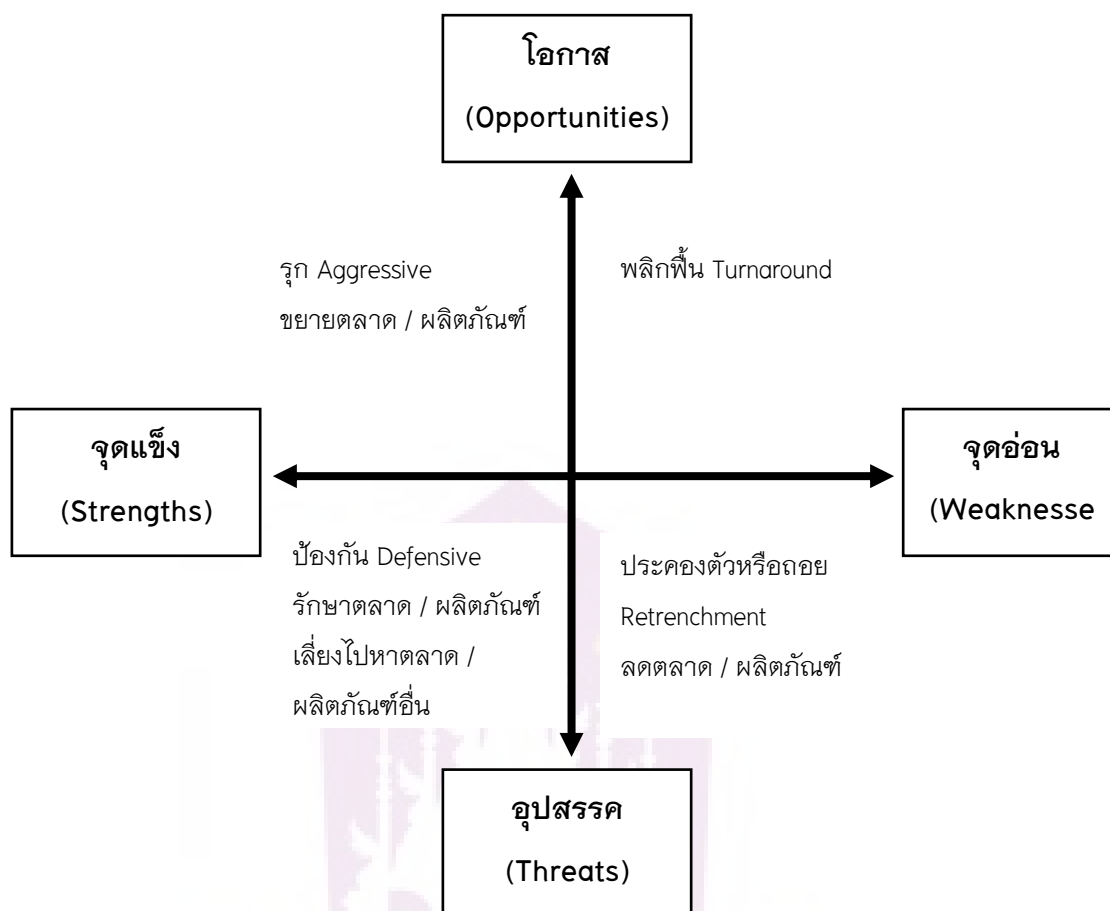 โอกาส
(Opportunities)
รุก Aggressive
ขยายตลาด / ผลิตภัณฑ์
พลิกฟื้น Turnaround
จุดแข็ง
(Strengths)
จุดอ่อน
(Weaknesse
ป้องกัน Defensive
รักษาตลาด / ผลิตภัณฑ์
เลี่ยงไปหาตลาด /
ผลิตภัณฑ์อื่น
ประคองตัวหรือถอย
Retrenchment
ลดตลาด / ผลิตภัณฑ์
อุปสรรค
(Threats)